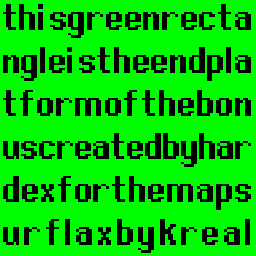 thisgreenrecta
ngleistheendpla
tformofthebon
uscreatedbyhar
dexforthemaps
urflaxbykreal